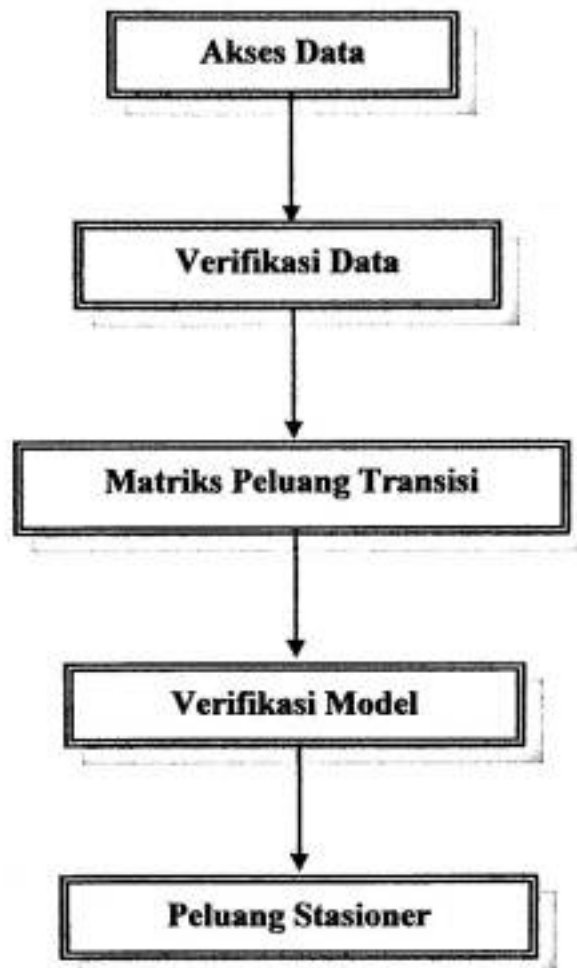 Akses Data
Verifikasi Data
Matriks Peluang Transisi
Verifikasi Model
Peluang Stasioner